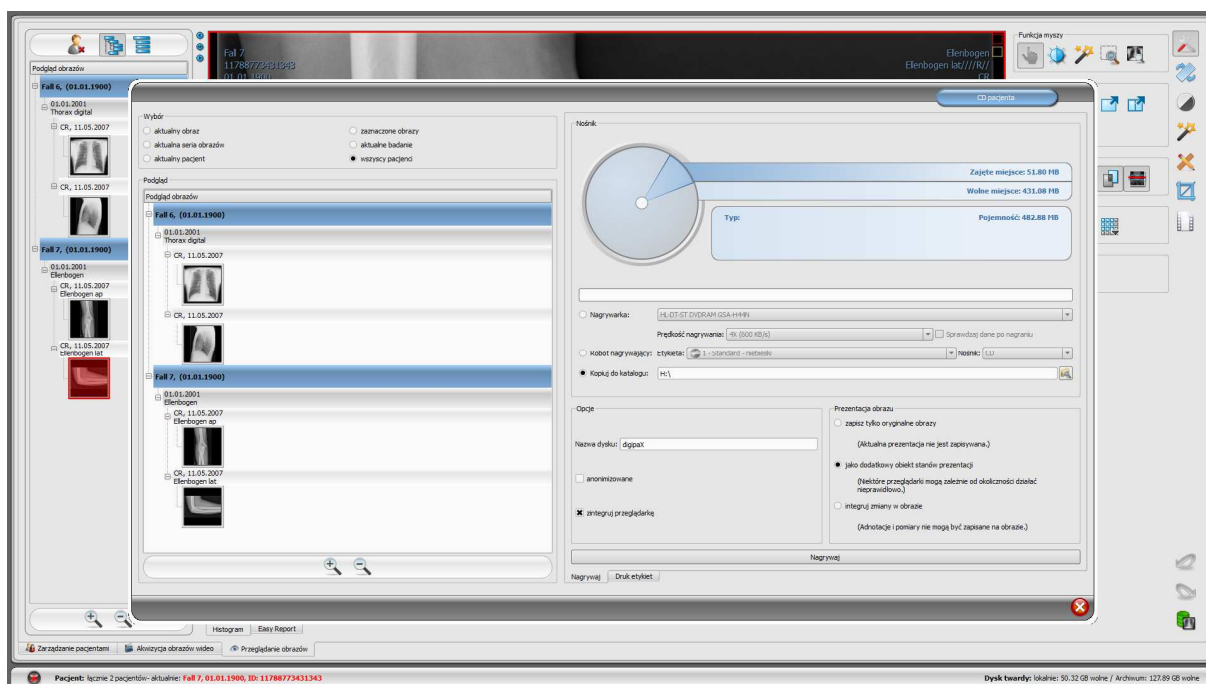 Podgląd obrazów
Fall 6, (01.01.1900)
01.01.2001
Thorax digital
CR, 11.05.2007
CR, 11.05.2007
Fall 7, (01.01.1900)
01.01.2001
Ellenbogen
CR, 11.05.2007
Ellenbogen ap
CR, 11.05.2007
Ellenbogen lat
Fall 7
11788773431343
01.01.1900
Ellenbogen
Ellenbogen lat////R//
CR
Funkcja myszy
CD pacjenta
Wybór
aktualny obraz
zaznaczone obrazy
aktualna seria obrazów
aktualne badanie
aktualny pacjent
wszyscy pacjenci
Podgląd
Podgląd obrazów
Fall 6, (01.01.1900)
01.01.2001
Thorax digital
CR, 11.05.2007
CR, 11.05.2007
Fall 7, (01.01.1900)
01.01.2001
Ellenbogen
CR, 11.05.2007
Ellenbogen ap
CR, 11.05.2007
Ellenbogen lat
Nośnik
Zajęte miejsce: 51.80 MB
Wolne miejsce: 431.08 MB
Typ: Pojemność: 482.88 MB
Nagrywarka: HL-DT-ST DVDRAM GSA-H44N
Prędkość nagrywania: 4X (600 KB/s) Sprawdzaj dane po nagraniu
Robot nagrywający: Etykieta: 1 - Standard - niebieski Nośnik: CD
Kopiuj do katalogu: H:\
Opcje
Nazwa dysku: digipaX
anonimizowane
zintegruj przeglądarkę
Prezentacja obrazu
zapisz tylko oryginalne obrazy
(Aktualna prezentacja nie jest zapisywana.)
jako dodatkowy obiekt stanów prezentacji
(Niektóre przeglądarki mogą zależnie od okoliczności działać
nieprawidłowo.)
integruj zmiany w obrazie
(Adnotacje i pomiary nie mogą być zapisane na obrazie.)
Nagrywaj
Nagrywaj Druk etykiet
Histogram Easy Report
Zarządzanie pacjentami Akwizycja obrazów wideo Przeglądanie obrazów
Pacjent: łącznie 2 pacjentów- aktualnie: Fall 7, 01.01.1900, ID: 11788773431343
Dysk twardy: lokalnie: 50.32 GB wolne / Archiwum: 127.89 GB wolne